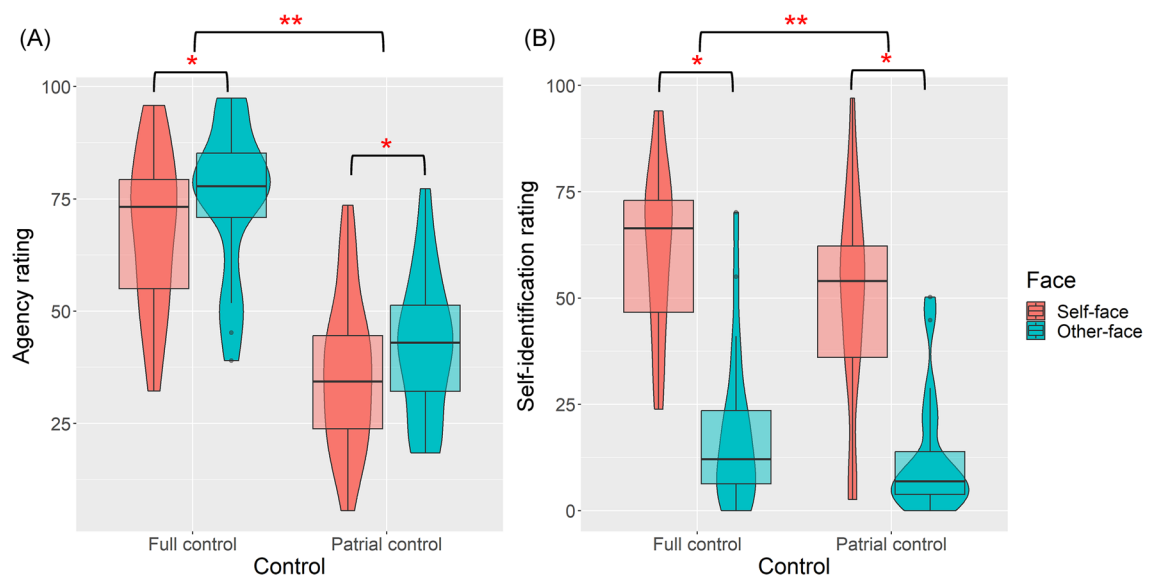 (A)
**
*
*
100
75
50
25
Agency rating
Full control
Patrial control
Control
(B)
**
*
*
100
75
50
25
0
Self-identification rating
Full control
Patrial control
Control
Face
Self-face
Other-face